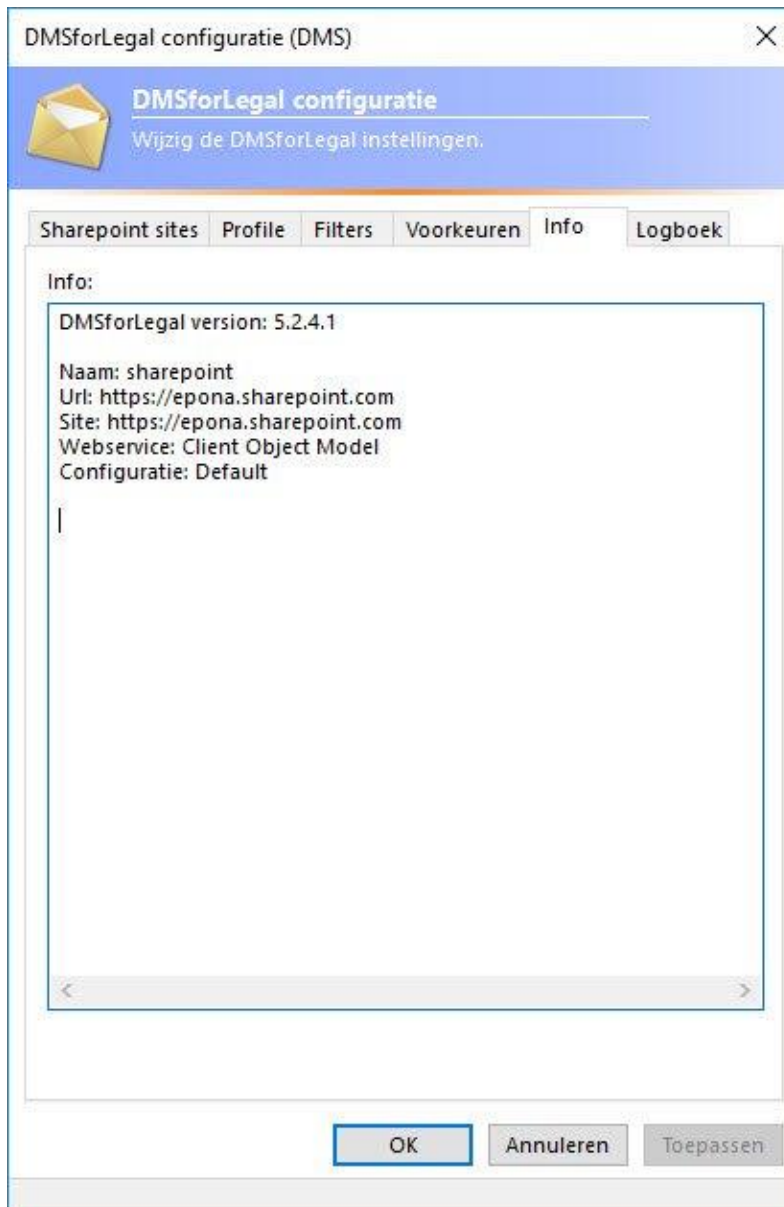 DMSforLegal configuratie (DMS)
DMSforLegal configuratie
Wijzig de DMSforLegal instellingen.
Sharepoint sites Profile Filters Voorkeuren Info Logboek
Info:
DMSforLegal version: 5.2.4.1
Naam: sharepoint
Url: https://epona.sharepoint.com
Site: https://epona.sharepoint.com
Webservice: Client Object Model
Configuratie: Default
OK Annuleren Toepassen